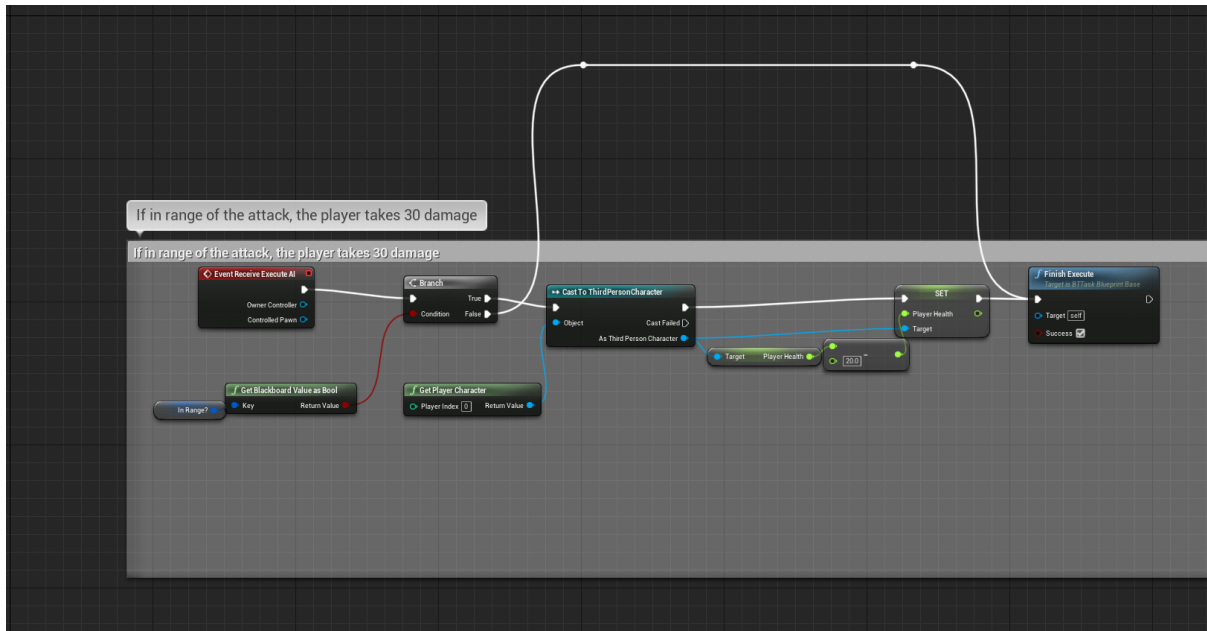 If in range of the attack, the player takes 30 damage
If in range of the attack, the player takes 30 damage
Event Receive Execute AI
Owner Controller
Controlled Pawn
Branch
True
Condition
False
Cast To ThirdPersonCharacter
Object
Cast Failed
As Third Person Character
SET
Player Health
Target
Finish Execute
Target is BTTask Blueprint Base
Target self
Success
Target Player Health
20.0
-
In Range?
Get Blackboard Value as Bool
Key Return Value
Get Player Character
Player Index 0 Return Value